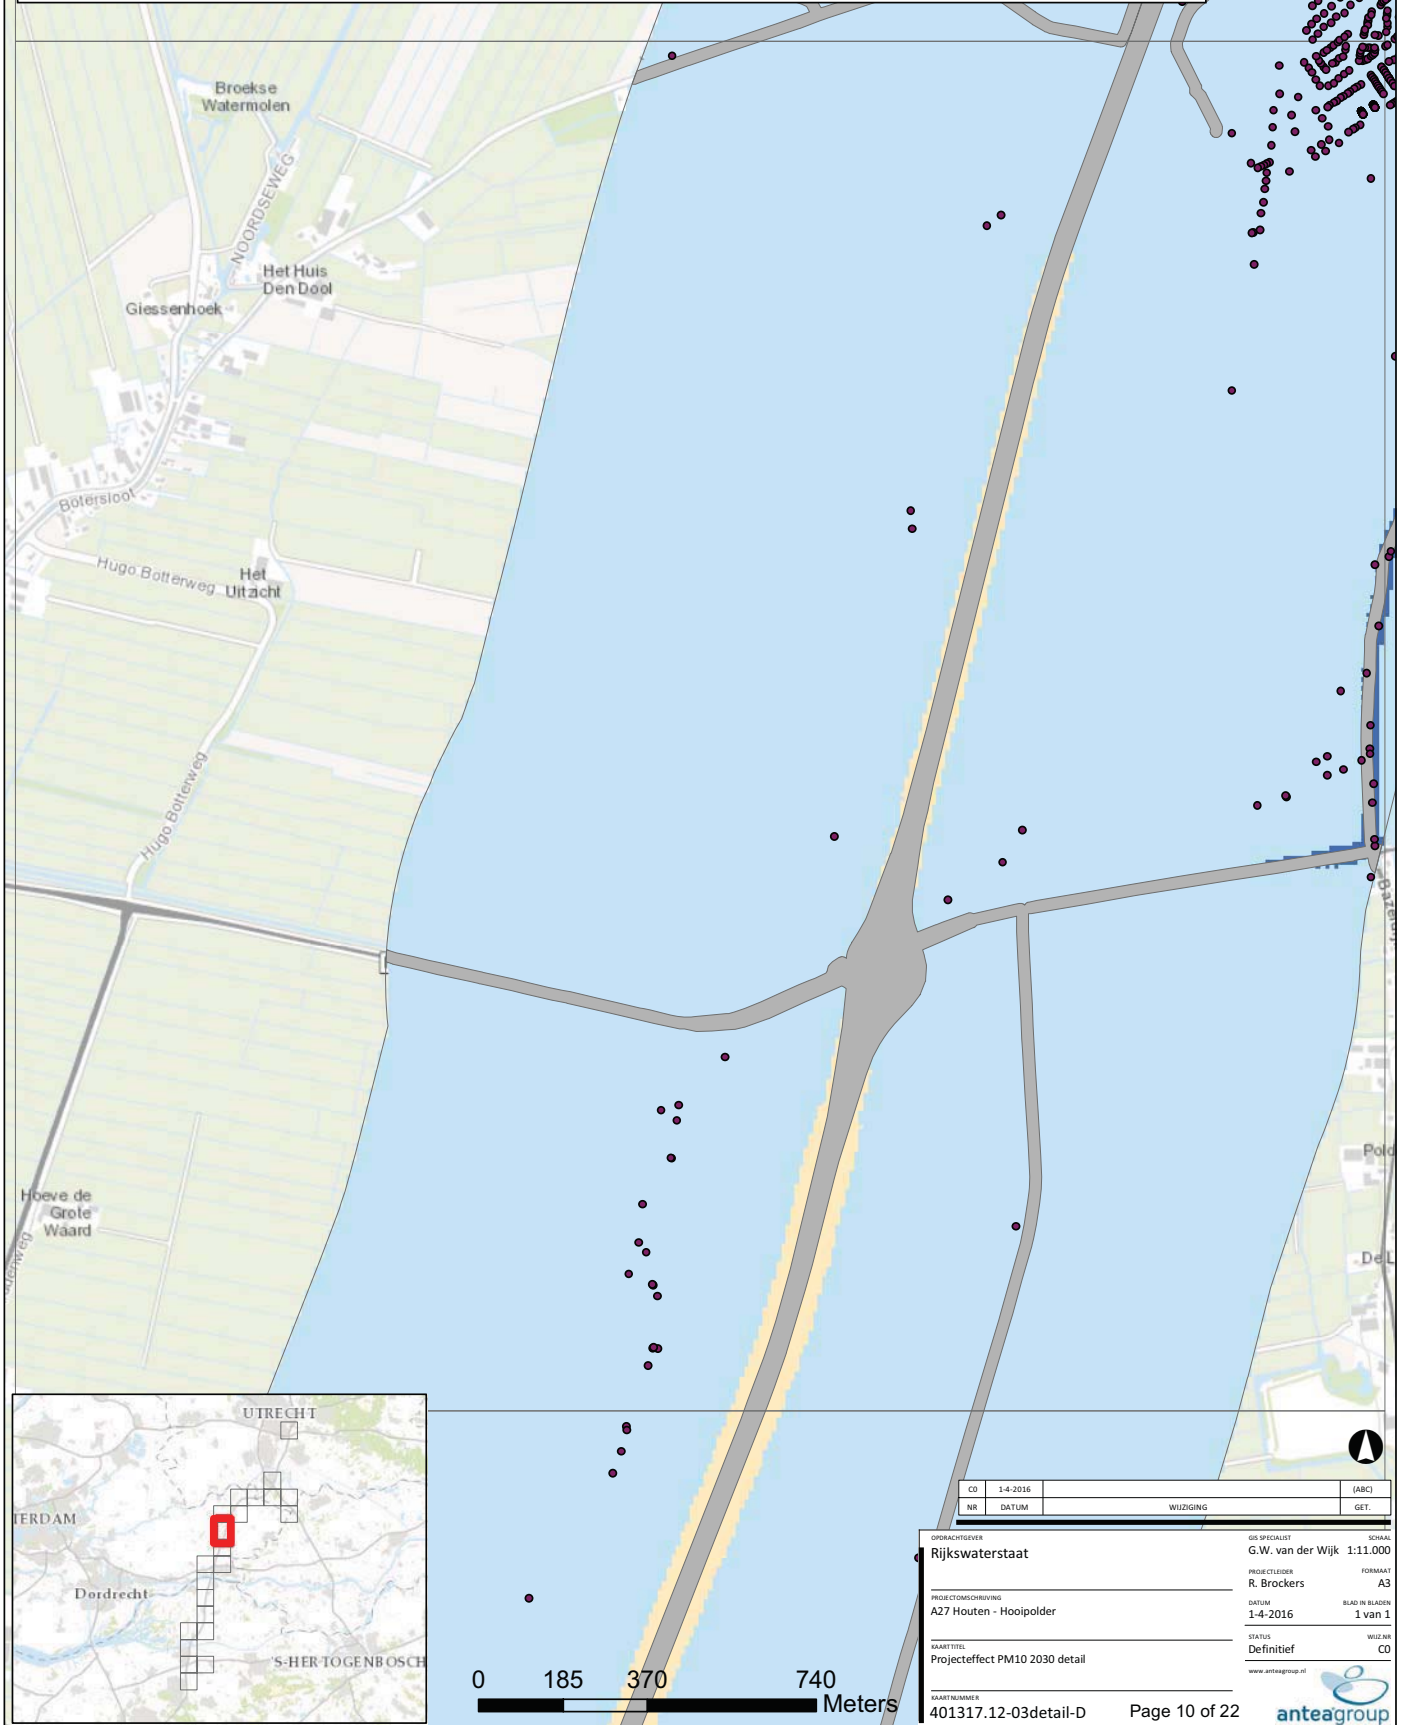 Broekse
Watermolen
NOORDSEWEG
Het Huis
Den Dool
Giessenhoek
Botersloot
Hugo Botterweg
Het
Uitzicht
Hugo Botterweg
Hoeve de
Grote
Waard
Pold
De L
UTRECHT
TERDAM
Dordrecht
'S-HERTOGENBOSCH
0 185 370 740
Meters
C0 1-4-2016 (ABC)
NR DATUM WIJZIGING GET.
OPDRACHTGEVER
Rijkswaterstaat
GIS SPECIALIST SCHAAL
G.W. van der Wijk 1:11.000
PROJECTLEIDER FORMAAT
R. Brockers A3
PROJECTOMSCHRIJVING
A27 Houten - Hooipolder
DATUM BLAD IN BLADEN
1-4-2016 1 van 1
STATUS WIJZ.NR
Definitief C0
KAARTTITEL
Projecteffect PM10 2030 detail
www.anteagroup.nl
KAARTNUMMER
401317.12-03detail-D
Page 10 of 22
anteagroup